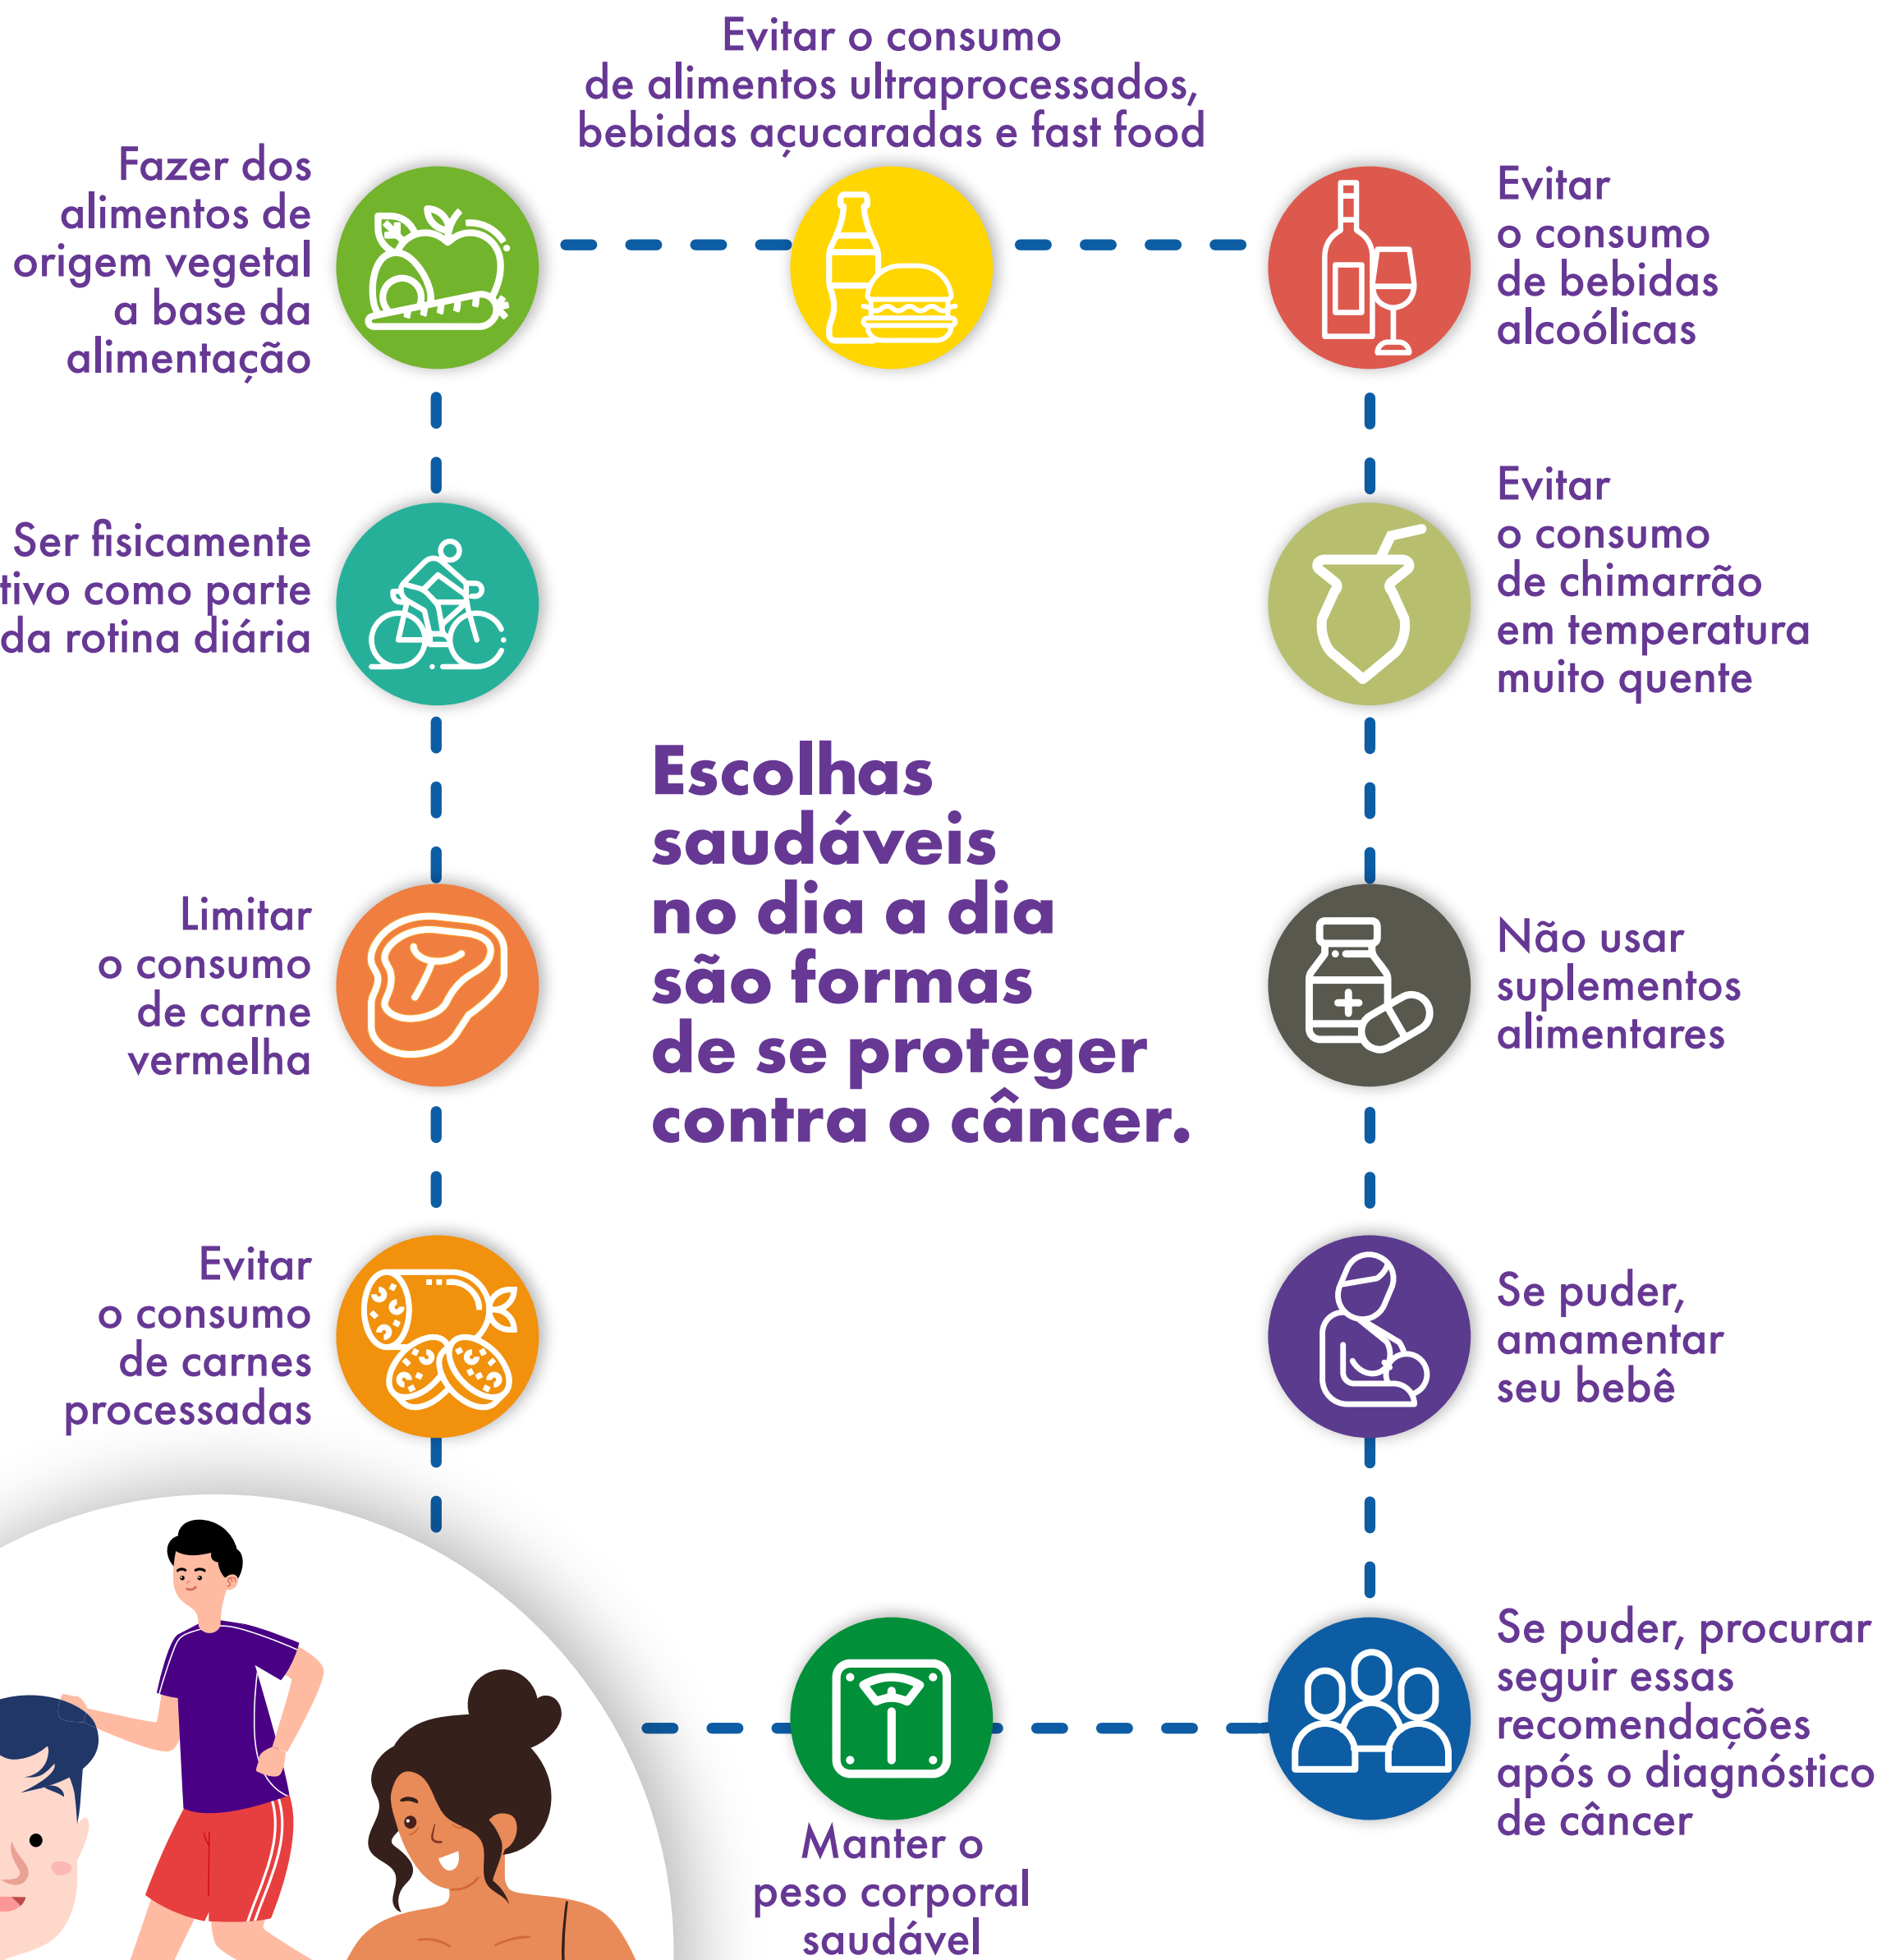 Evitar o consumo
de alimentos ultraprocessados,
bebidas açucaradas e fast food
Fazer dos
alimentos de
origem vegetal
a base da
alimentação
Evitar
o consumo
de bebidas
alcoólicas
Ser fisicamente
tivo como parte
da rotina diária
Evitar
o consumo
de chimarrão
em temperatura
muito quente
Escolhas
saudáveis
no dia a dia
são formas
de se proteger
contra o câncer.
Limitar
o consumo
de carne
vermelha
Não usar
suplementos
alimentares
Evitar
o consumo
de carnes
processadas
Se puder,
amamentar
seu bebê
Se puder, procurar
seguir essas
recomendações
após o diagnóstico
de câncer
Manter o
peso corporal
saudável